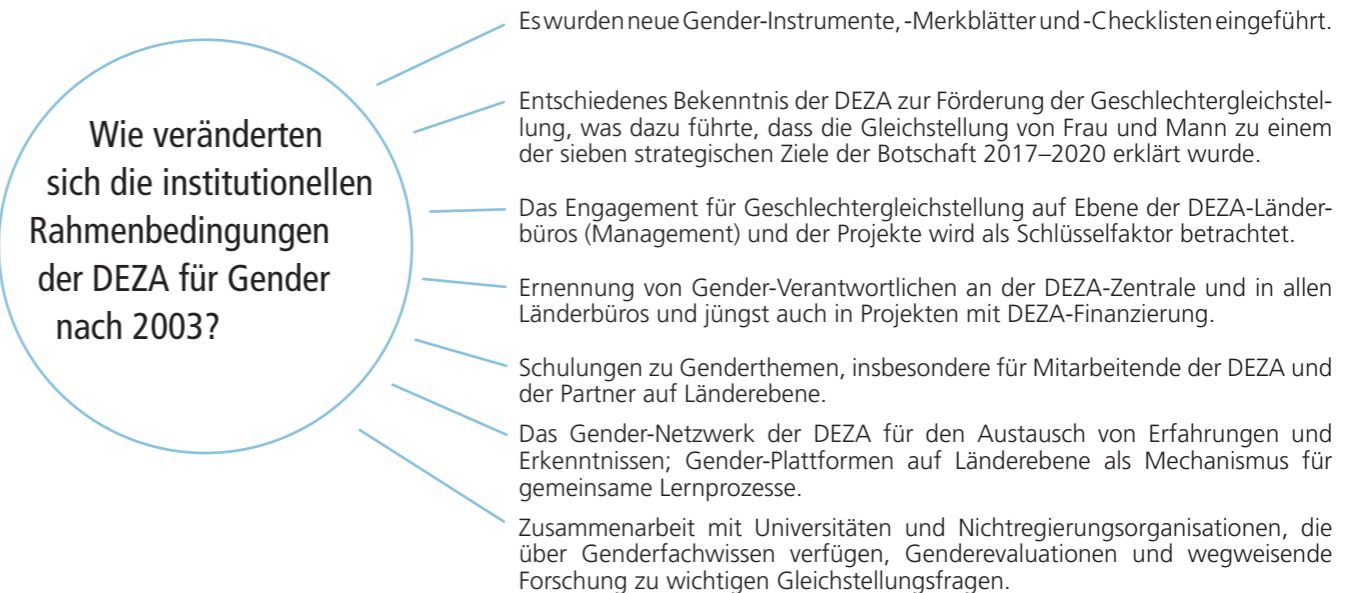 Wie veränderten
sich die institutionellen
Rahmenbedingungen
der DEZA für Gender
nach 2003?
Es wurden neue Gender-Instrumente, -Merkblätter und -Checklisten eingeführt.
Entschiedenes Bekenntnis der DEZA zur Förderung der Geschlechtergleichstel-
lung, was dazu führte, dass die Gleichstellung von Frau und Mann zu einem
der sieben strategischen Ziele der Botschaft 2017–2020 erklärt wurde.
Das Engagement für Geschlechtergleichstellung auf Ebene der DEZA-Länder-
büros (Management) und der Projekte wird als Schlüsselfaktor betrachtet.
Ernennung von Gender-Verantwortlichen an der DEZA-Zentrale und in allen
Länderbüros und jüngst auch in Projekten mit DEZA-Finanzierung.
Schulungen zu Genderthemen, insbesondere für Mitarbeitende der DEZA und
der Partner auf Länderebene.
Das Gender-Netzwerk der DEZA für den Austausch von Erfahrungen und
Erkenntnissen; Gender-Plattformen auf Länderebene als Mechanismus für
gemeinsame Lernprozesse.
Zusammenarbeit mit Universitäten und Nichtregierungsorganisationen, die
über Genderfachwissen verfügen, Genderevaluationen und wegweisende
Forschung zu wichtigen Gleichstellungsfragen.